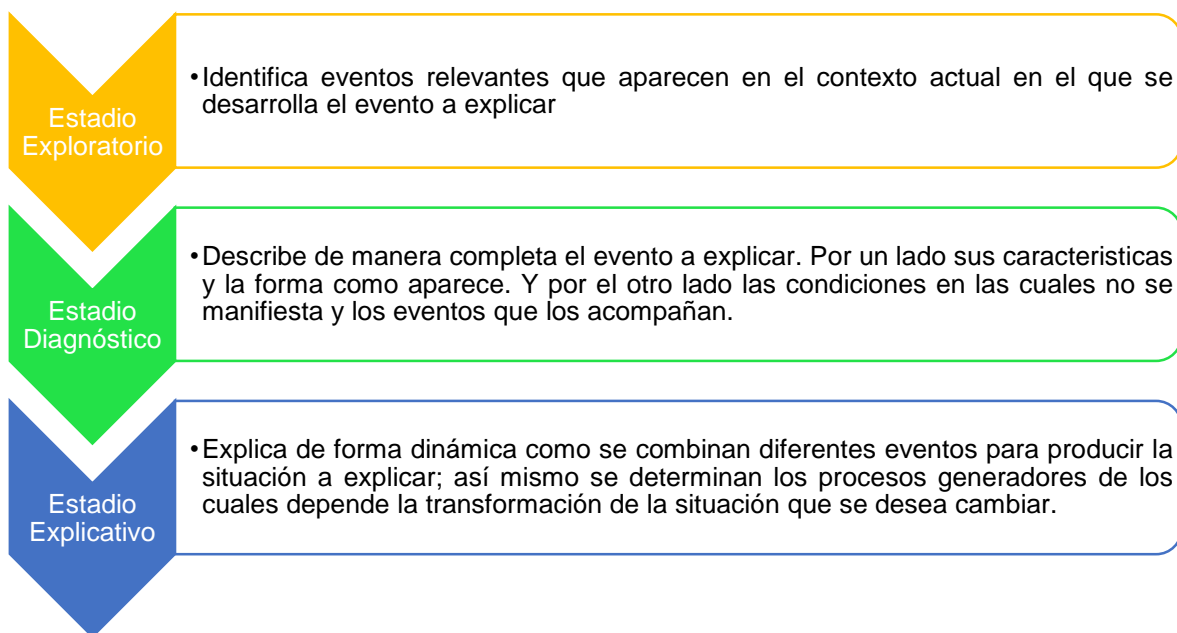 Estadio
Exploratorio
•Identifica eventos relevantes que aparecen en el contexto actual en el que se
desarrolla el evento a explicar
Estadio
Diagnóstico
•Describe de manera completa el evento a explicar. Por un lado sus caracteristicas
y la forma como aparece. Y por el otro lado las condiciones en las cuales no se
manifiesta y los eventos que los acompañan.
Estadio
Explicativo
•Explica de forma dinámica como se combinan diferentes eventos para producir la
situación a explicar; así mismo se determinan los procesos generadores de los
cuales depende la transformación de la situación que se desea cambiar.